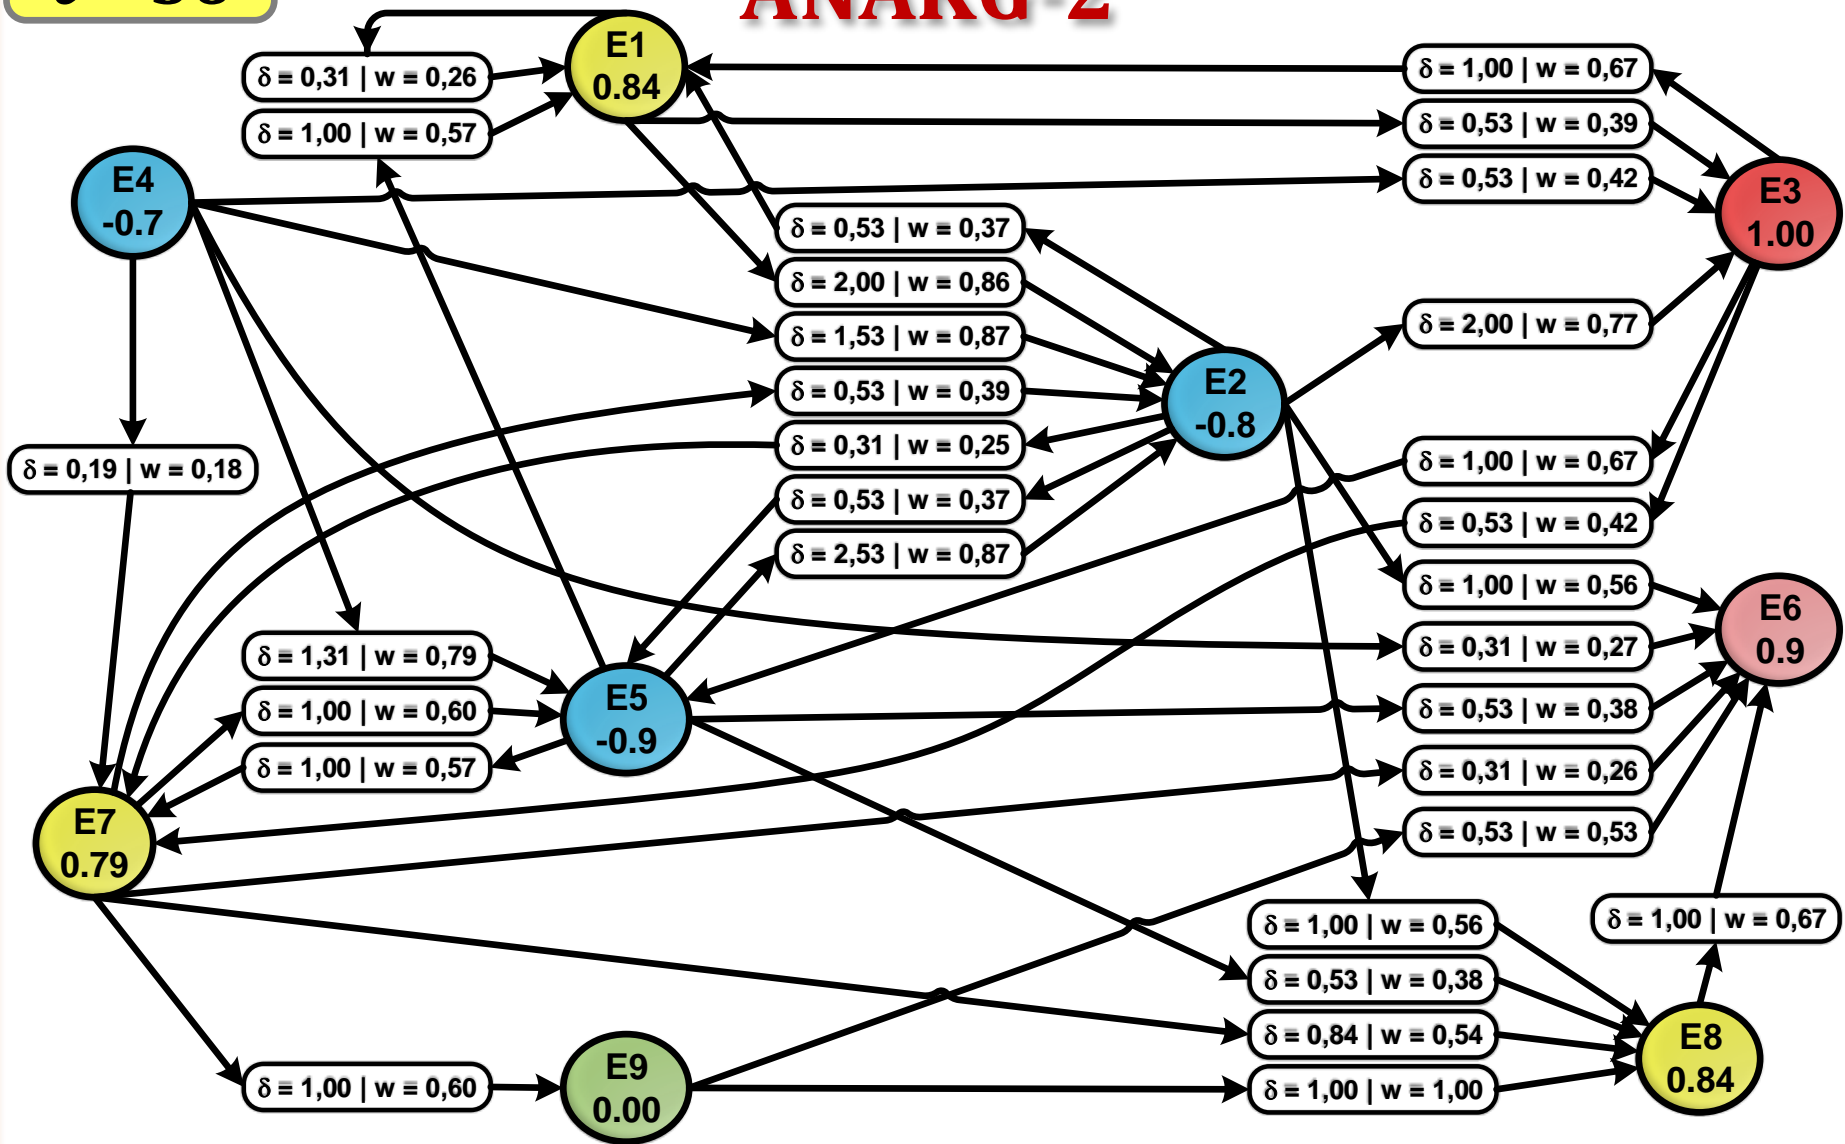 ANAKG-2
E1
0.84
δ = 0,31 | w = 0,26
δ = 1,00 | w = 0,57
δ = 1,00 | w = 0,67
δ = 0,53 | w = 0,39
δ = 0,53 | w = 0,42
E4
-0.7
E3
1.00
δ = 0,53 | w = 0,37
δ = 2,00 | w = 0,86
δ = 1,53 | w = 0,87
δ = 0,53 | w = 0,39
δ = 0,31 | w = 0,25
δ = 0,53 | w = 0,37
δ = 2,53 | w = 0,87
E2
-0.8
δ = 2,00 | w = 0,77
δ = 0,19 | w = 0,18
δ = 1,00 | w = 0,67
δ = 0,53 | w = 0,42
δ = 1,00 | w = 0,56
δ = 0,31 | w = 0,27
δ = 0,53 | w = 0,38
δ = 0,31 | w = 0,26
δ = 0,53 | w = 0,53
E6
0.9
δ = 1,31 | w = 0,79
δ = 1,00 | w = 0,60
δ = 1,00 | w = 0,57
E5
-0.9
E7
0.79
δ = 1,00 | w = 0,56
δ = 0,53 | w = 0,38
δ = 0,84 | w = 0,54
δ = 1,00 | w = 1,00
δ = 1,00 | w = 0,67
E8
0.84
δ = 1,00 | w = 0,60
E9
0.00